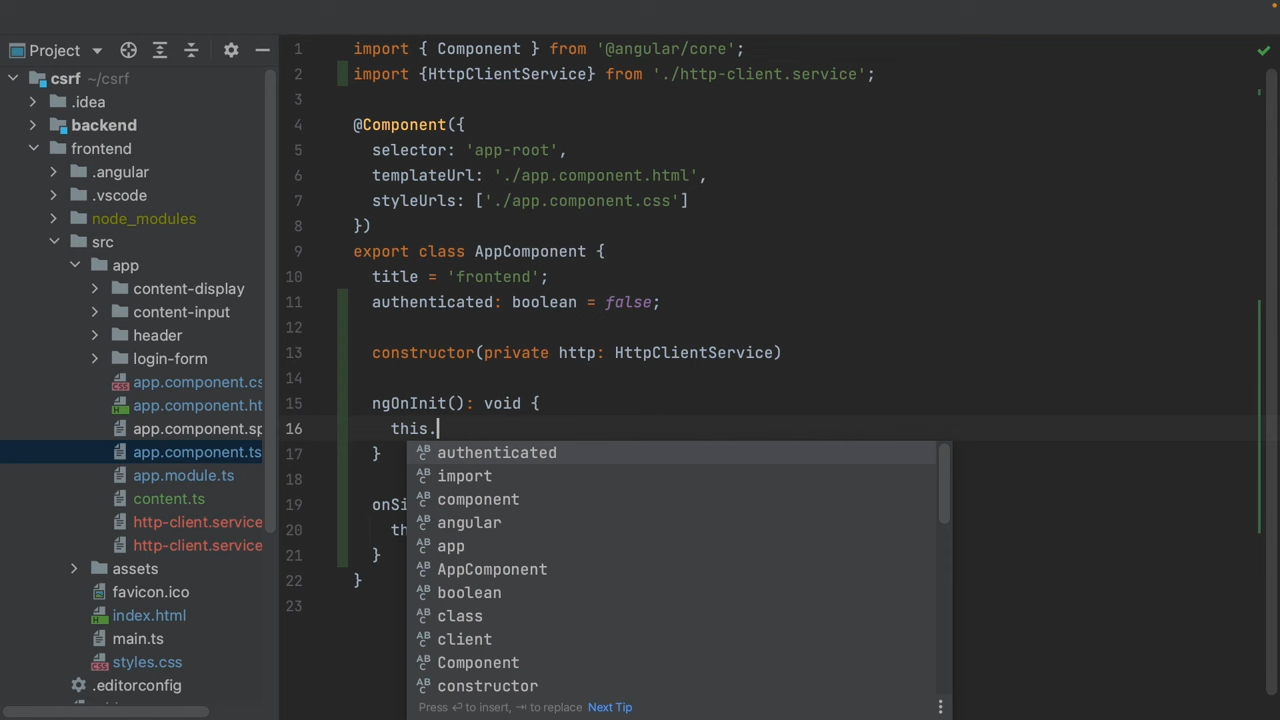 Project
csrf ~/csrf
.idea
backend
frontend
.angular
.vscode
node_modules
src
app
content-display
content-input
header
login-form
app.component.cs
app.component.ht
app.component.sp
app.component.ts
app.module.ts
content.ts
http-client.service
http-client.service
assets
favicon.ico
index.html
main.ts
styles.css
.editorconfig
1 import { Component } from '@angular/core';
2 import {HttpClientService} from './http-client.service';
3
4 @Component({
5 selector: 'app-root',
6 templateUrl: './app.component.html',
7 styleUrls: ['./app.component.css']
8 })
9 export class AppComponent {
10 title = 'frontend';
11 authenticated: boolean = false;
12
13 constructor(private http: HttpClientService)
14
15 ngOnInit(): void {
16 this.
17 }
18
19 onSi
20 th
21 }
22 }
23
authenticated
import
component
angular
app
AppComponent
boolean
class
client
Component
constructor
Press ↵ to insert, ⇥ to replace Next Tip